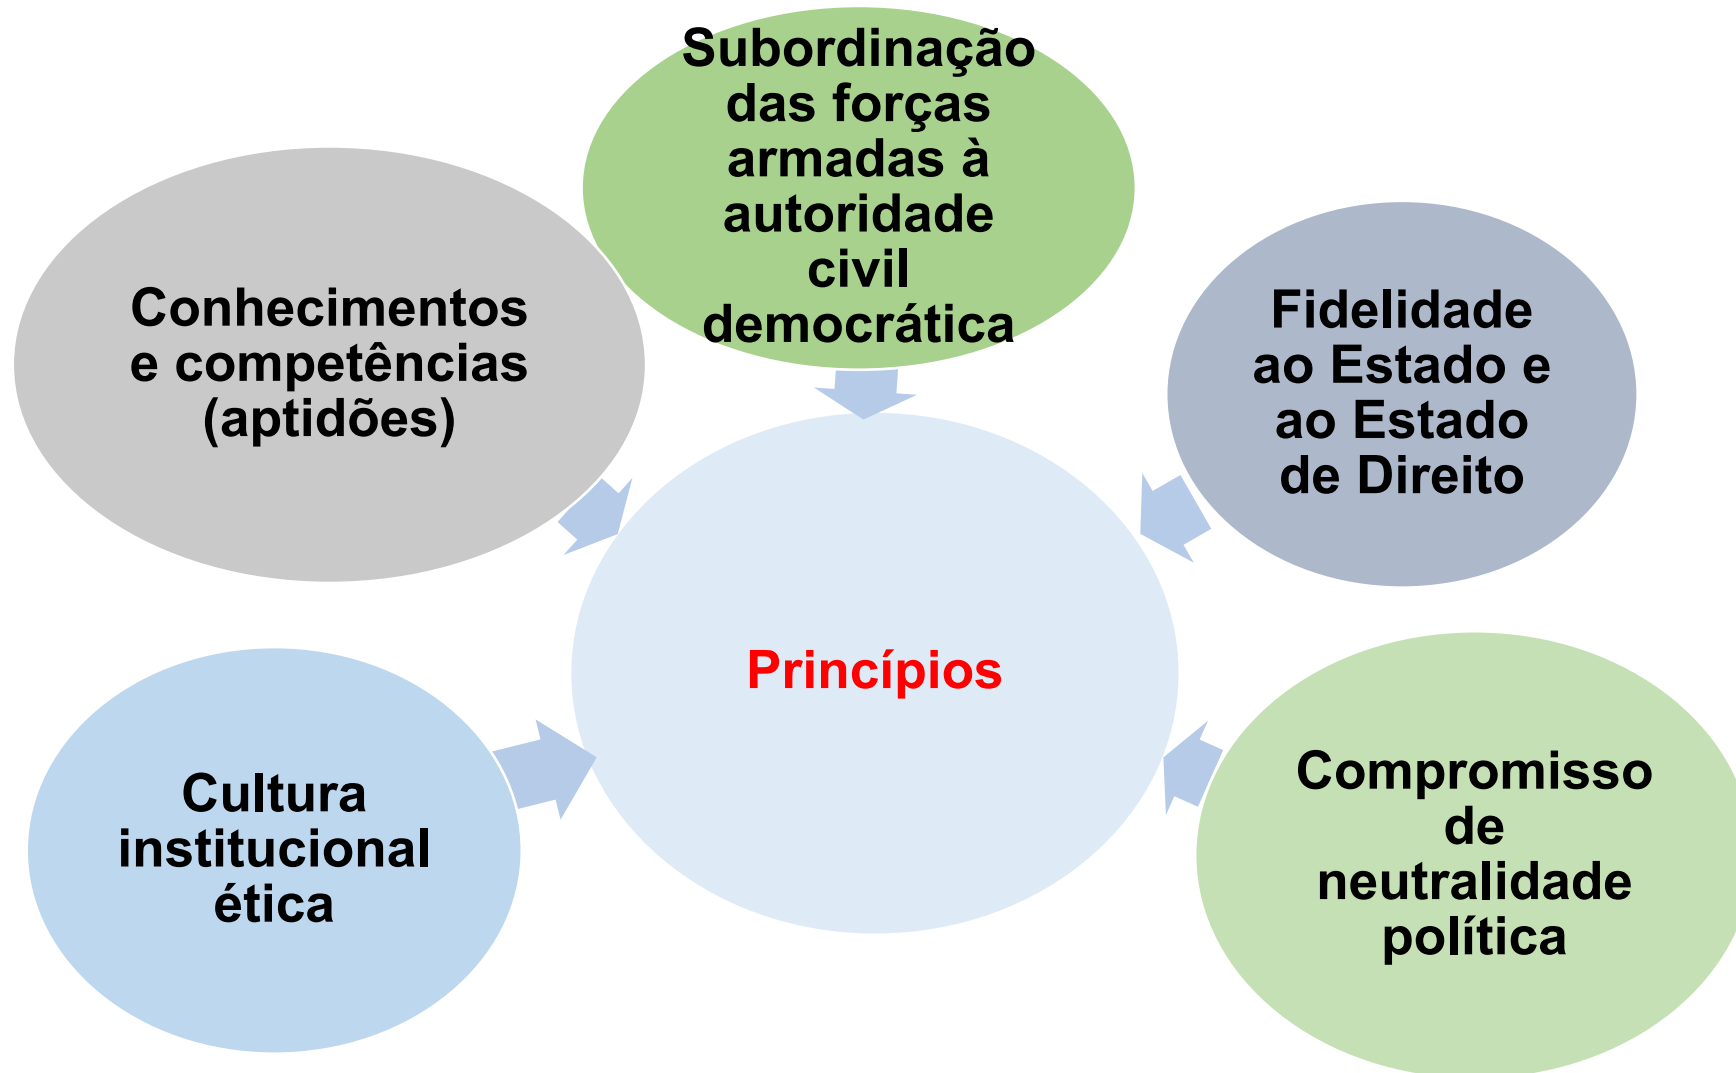 Subordinação
das forças
armadas à
autoridade
civil
democrática
Conhecimentos
e competências
(aptidões)
Fidelidade
ao Estado e
ao Estado
de Direito
Princípios
Cultura
institucional
ética
Compromisso
de
neutralidade
política